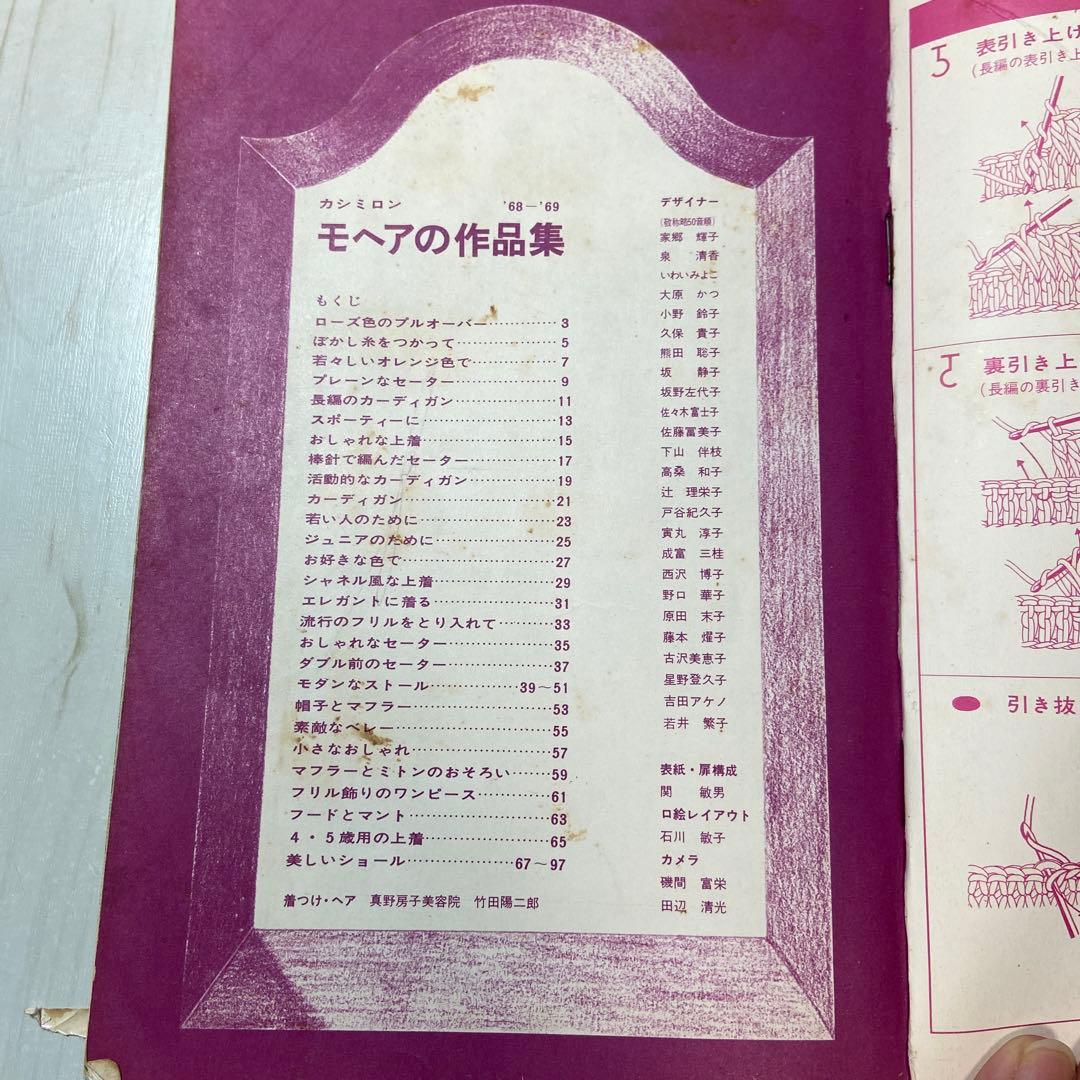 カシミロン ’68－’69
モヘアの作品集
もくじ
ローズ色のプルオーバー…………3
ぼかし糸をつかって…………5
若々しいオレンジ色で…………7
プレーンなセーター…………9
長編のカーディガン…………11
スポーティーに…………13
おしゃれな上着…………15
棒針で編んだセーター…………17
活動的なカーディガン…………19
カーディガン…………21
若い人のために…………23
ジュニアのために…………25
お好きな色で…………27
シャネル風な上着…………29
エレガントに着る…………31
流行のフリルをとり入れて…………33
おしゃれなセーター…………35
ダブル前のセーター…………37
モダンなストール…………39～51
帽子とマフラー…………53
素敵なベレー…………55
小さなおしゃれ…………57
マフラーとミトンのおそろい…………59
フリル飾りのワンピース…………61
フードとマント…………63
4・5歳用の上着…………65
美しいショール…………67～97
着つけ・ヘア 真野房子美容院 竹田陽二郎
デザイナー
(敬称略50音順)
家郷 輝子
泉 清香
いわいみよこ
大原 かつ
小野 鈴子
久保 貴子
熊田 聡子
坂 静子
坂野左代子
佐々木富士子
佐藤冨美子
下山 伴枝
高桑 和子
辻 理栄子
戸谷紀久子
寅丸 淳子
成富 三桂
西沢 博子
野口 華子
原田 末子
藤本 燿子
古沢美恵子
星野登久子
吉田アケノ
若井 繁子
表紙・扉構成
関 敏男
口絵レイアウト
石川 敏子
カメラ
磯間 富栄
田辺 清光
表引き上げ
(長編の表引き上
裏引き上
(長編の裏引き
引き抜